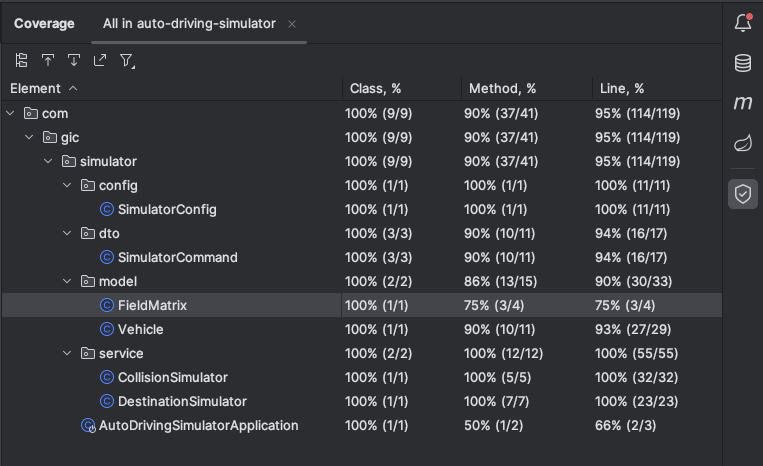 Coverage All in auto-driving-simulator ×
Element Class, % Method, % Line, %
com 100% (9/9) 90% (37/41) 95% (114/119)
gic 100% (9/9) 90% (37/41) 95% (114/119)
simulator 100% (9/9) 90% (37/41) 95% (114/119)
config 100% (1/1) 100% (1/1) 100% (11/11)
SimulatorConfig 100% (1/1) 100% (1/1) 100% (11/11)
dto 100% (3/3) 90% (10/11) 94% (16/17)
SimulatorCommand 100% (3/3) 90% (10/11) 94% (16/17)
model 100% (2/2) 86% (13/15) 90% (30/33)
FieldMatrix 100% (1/1) 75% (3/4) 75% (3/4)
Vehicle 100% (1/1) 90% (10/11) 93% (27/29)
service 100% (2/2) 100% (12/12) 100% (55/55)
CollisionSimulator 100% (1/1) 100% (5/5) 100% (32/32)
DestinationSimulator 100% (1/1) 100% (7/7) 100% (23/23)
AutoDrivingSimulatorApplication 100% (1/1) 50% (1/2) 66% (2/3)